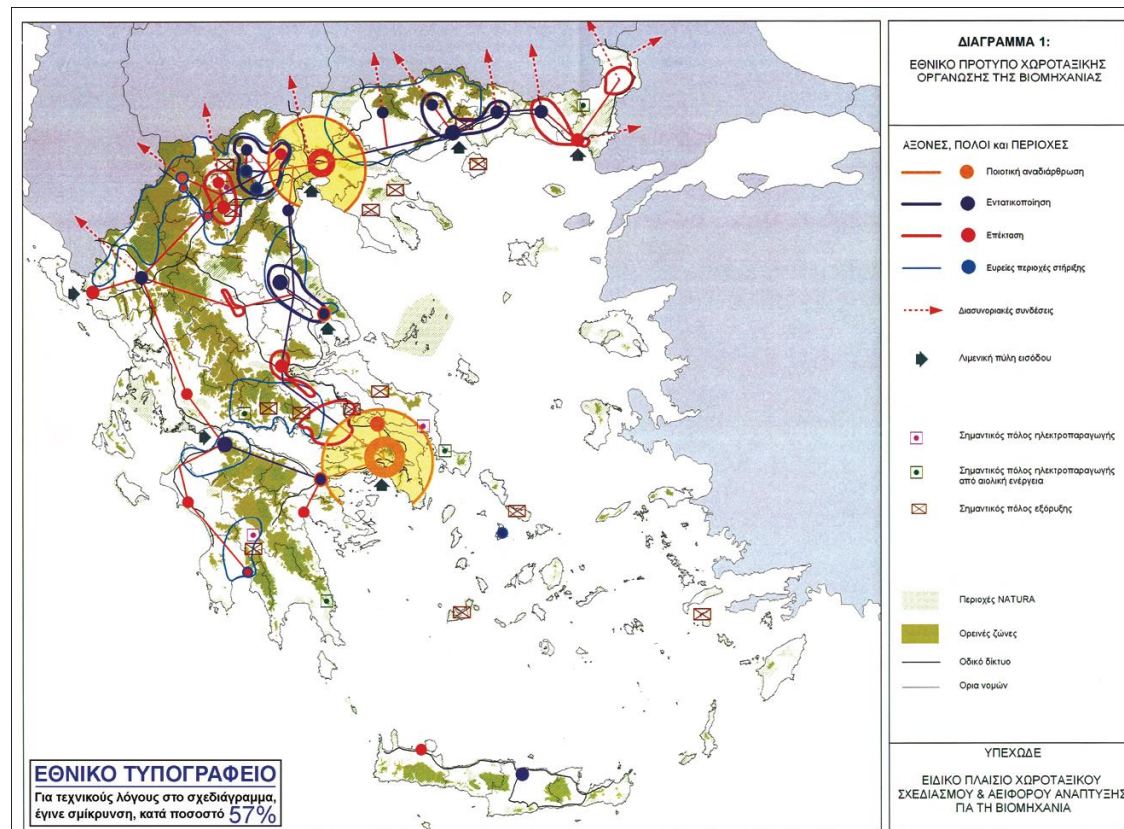 ΔΙΑΓΡΑΜΜΑ 1:
ΕΘΝΙΚΟ ΠΡΟΤΥΠΟ ΧΩΡΟΤΑΞΙΚΗΣ
ΟΡΓΑΝΩΣΗΣ ΤΗΣ ΒΙΟΜΗΧΑΝΙΑΣ
ΑΞΟΝΕΣ, ΠΟΛΟΙ και ΠΕΡΙΟΧΕΣ
Ποιοτική αναδιάρθρωση
Εντατικοποίηση
Επέκταση
Ευρείες περιοχές στήριξης
Διασυνοριακές συνδέσεις
Λιμενική πύλη εισόδου
Σημαντικός πόλος ηλεκτροπαραγωγής
Σημαντικός πόλος ηλεκτροπαραγωγής
από αιολική ενέργεια
Σημαντικός πόλος εξόρυξης
Περιοχές NATURA
Ορεινές ζώνες
Οδικό δίκτυο
Ορια νομών
ΥΠΕΧΩΔΕ
ΕΙΔΙΚΟ ΠΛΑΙΣΙΟ ΧΩΡΟΤΑΞΙΚΟΥ
ΣΧΕΔΙΑΣΜΟΥ & ΑΕΙΦΟΡΟΥ ΑΝΑΠΤΥΞΗΣ
ΓΙΑ ΤΗ ΒΙΟΜΗΧΑΝΙΑ
ΕΘΝΙΚΟ ΤΥΠΟΓΡΑΦΕΙΟ
Για τεχνικούς λόγους στο σχεδιάγραμμα,
έγινε σμίκρυνση, κατά ποσοστό 57%